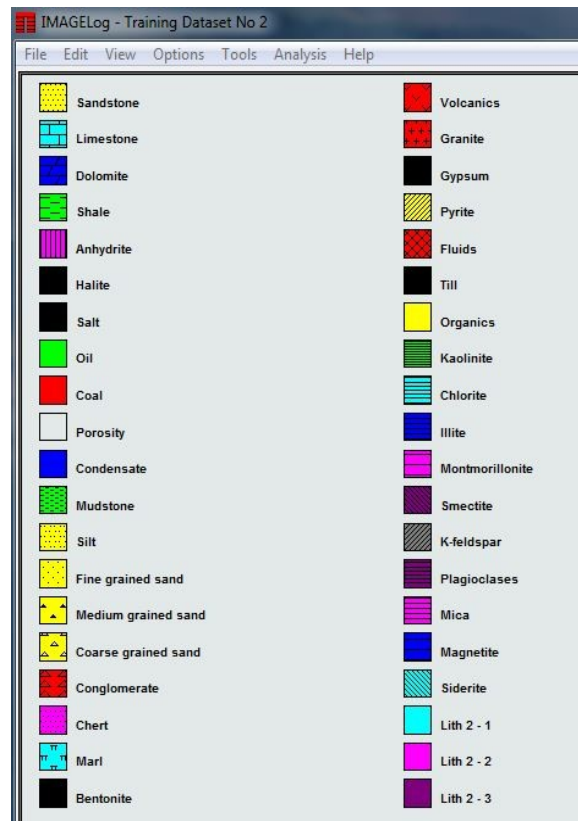 IMAGELog - Training Dataset No 2
File Edit View Options Tools Analysis Help
Sandstone
Limestone
Dolomite
Shale
Anhydrite
Halite
Salt
Oil
Coal
Porosity
Condensate
Mudstone
Silt
Fine grained sand
Medium grained sand
Coarse grained sand
Conglomerate
Chert
Marl
Bentonite
Volcanics
Granite
Gypsum
Pyrite
Fluids
Till
Organics
Kaolinite
Chlorite
Illite
Montmorillonite
Smectite
K-feldspar
Plagioclases
Mica
Magnetite
Siderite
Lith 2 - 1
Lith 2 - 2
Lith 2 - 3